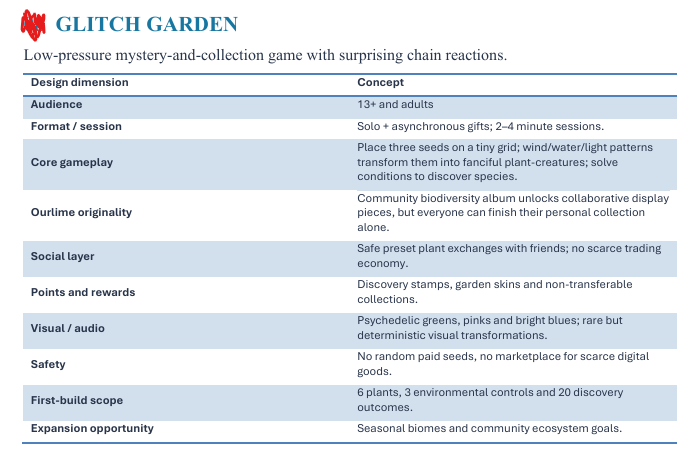 GLITCH GARDEN
Low-pressure mystery-and-collection game with surprising chain reactions.
Design dimension Concept
Audience 13+ and adults
Format / session Solo + asynchronous gifts; 2–4 minute sessions.
Core gameplay Place three seeds on a tiny grid; wind/water/light patterns
transform them into fanciful plant-creatures; solve
conditions to discover species.
Ourlime originality Community biodiversity album unlocks collaborative display
pieces, but everyone can finish their personal collection
alone.
Social layer Safe preset plant exchanges with friends; no scarce trading
economy.
Points and rewards Discovery stamps, garden skins and non-transferable
collections.
Visual / audio Psychedelic greens, pinks and bright blues; rare but
deterministic visual transformations.
Safety No random paid seeds, no marketplace for scarce digital
goods.
First-build scope 6 plants, 3 environmental controls and 20 discovery
outcomes.
Expansion opportunity Seasonal biomes and community ecosystem goals.